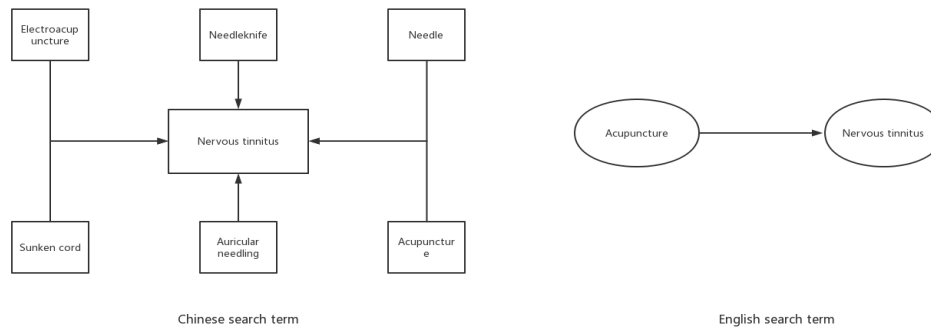 Electroacup
uncture
Needleknife
Needle
Nervous tinnitus
Sunken cord
Auricular
needling
Acupunctur
e
Chinese search term
Acupuncture
Nervous tinnitus
English search term